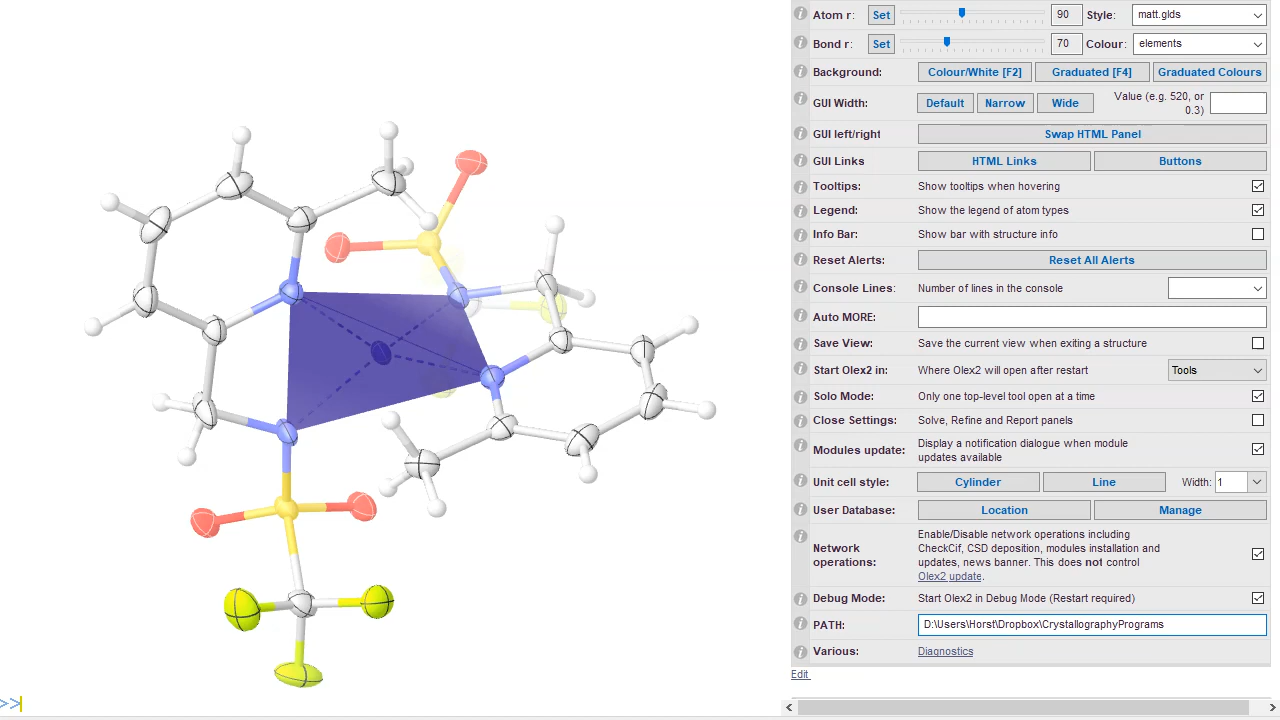 Atom r: Set 90 Style: matt.glds
Bond r: Set 70 Colour: elements
Background: Colour/White [F2] Graduated [F4] Graduated Colours
GUI Width: Default Narrow Wide Value (e.g. 520, or
0.3)
GUI left/right Swap HTML Panel
GUI Links HTML Links Buttons
Tooltips: Show tooltips when hovering
Legend: Show the legend of atom types
Info Bar: Show bar with structure info
Reset Alerts: Reset All Alerts
Console Lines: Number of lines in the console
Auto MORE:
Save View: Save the current view when exiting a structure
Start Olex2 in: Where Olex2 will open after restart Tools
Solo Mode: Only one top-level tool open at a time
Close Settings: Solve, Refine and Report panels
Modules update: Display a notification dialogue when module
updates available
Unit cell style: Cylinder Line Width: 1
User Database: Location Manage
Network
operations: Enable/Disable network operations including
CheckCif, CSD deposition, modules installation and
updates, news banner. This does not control
Olex2 update.
Debug Mode: Start Olex2 in Debug Mode (Restart required)
PATH: D:\Users\Horst\Dropbox\CrystallographyPrograms
Various: Diagnostics
Edit
>>